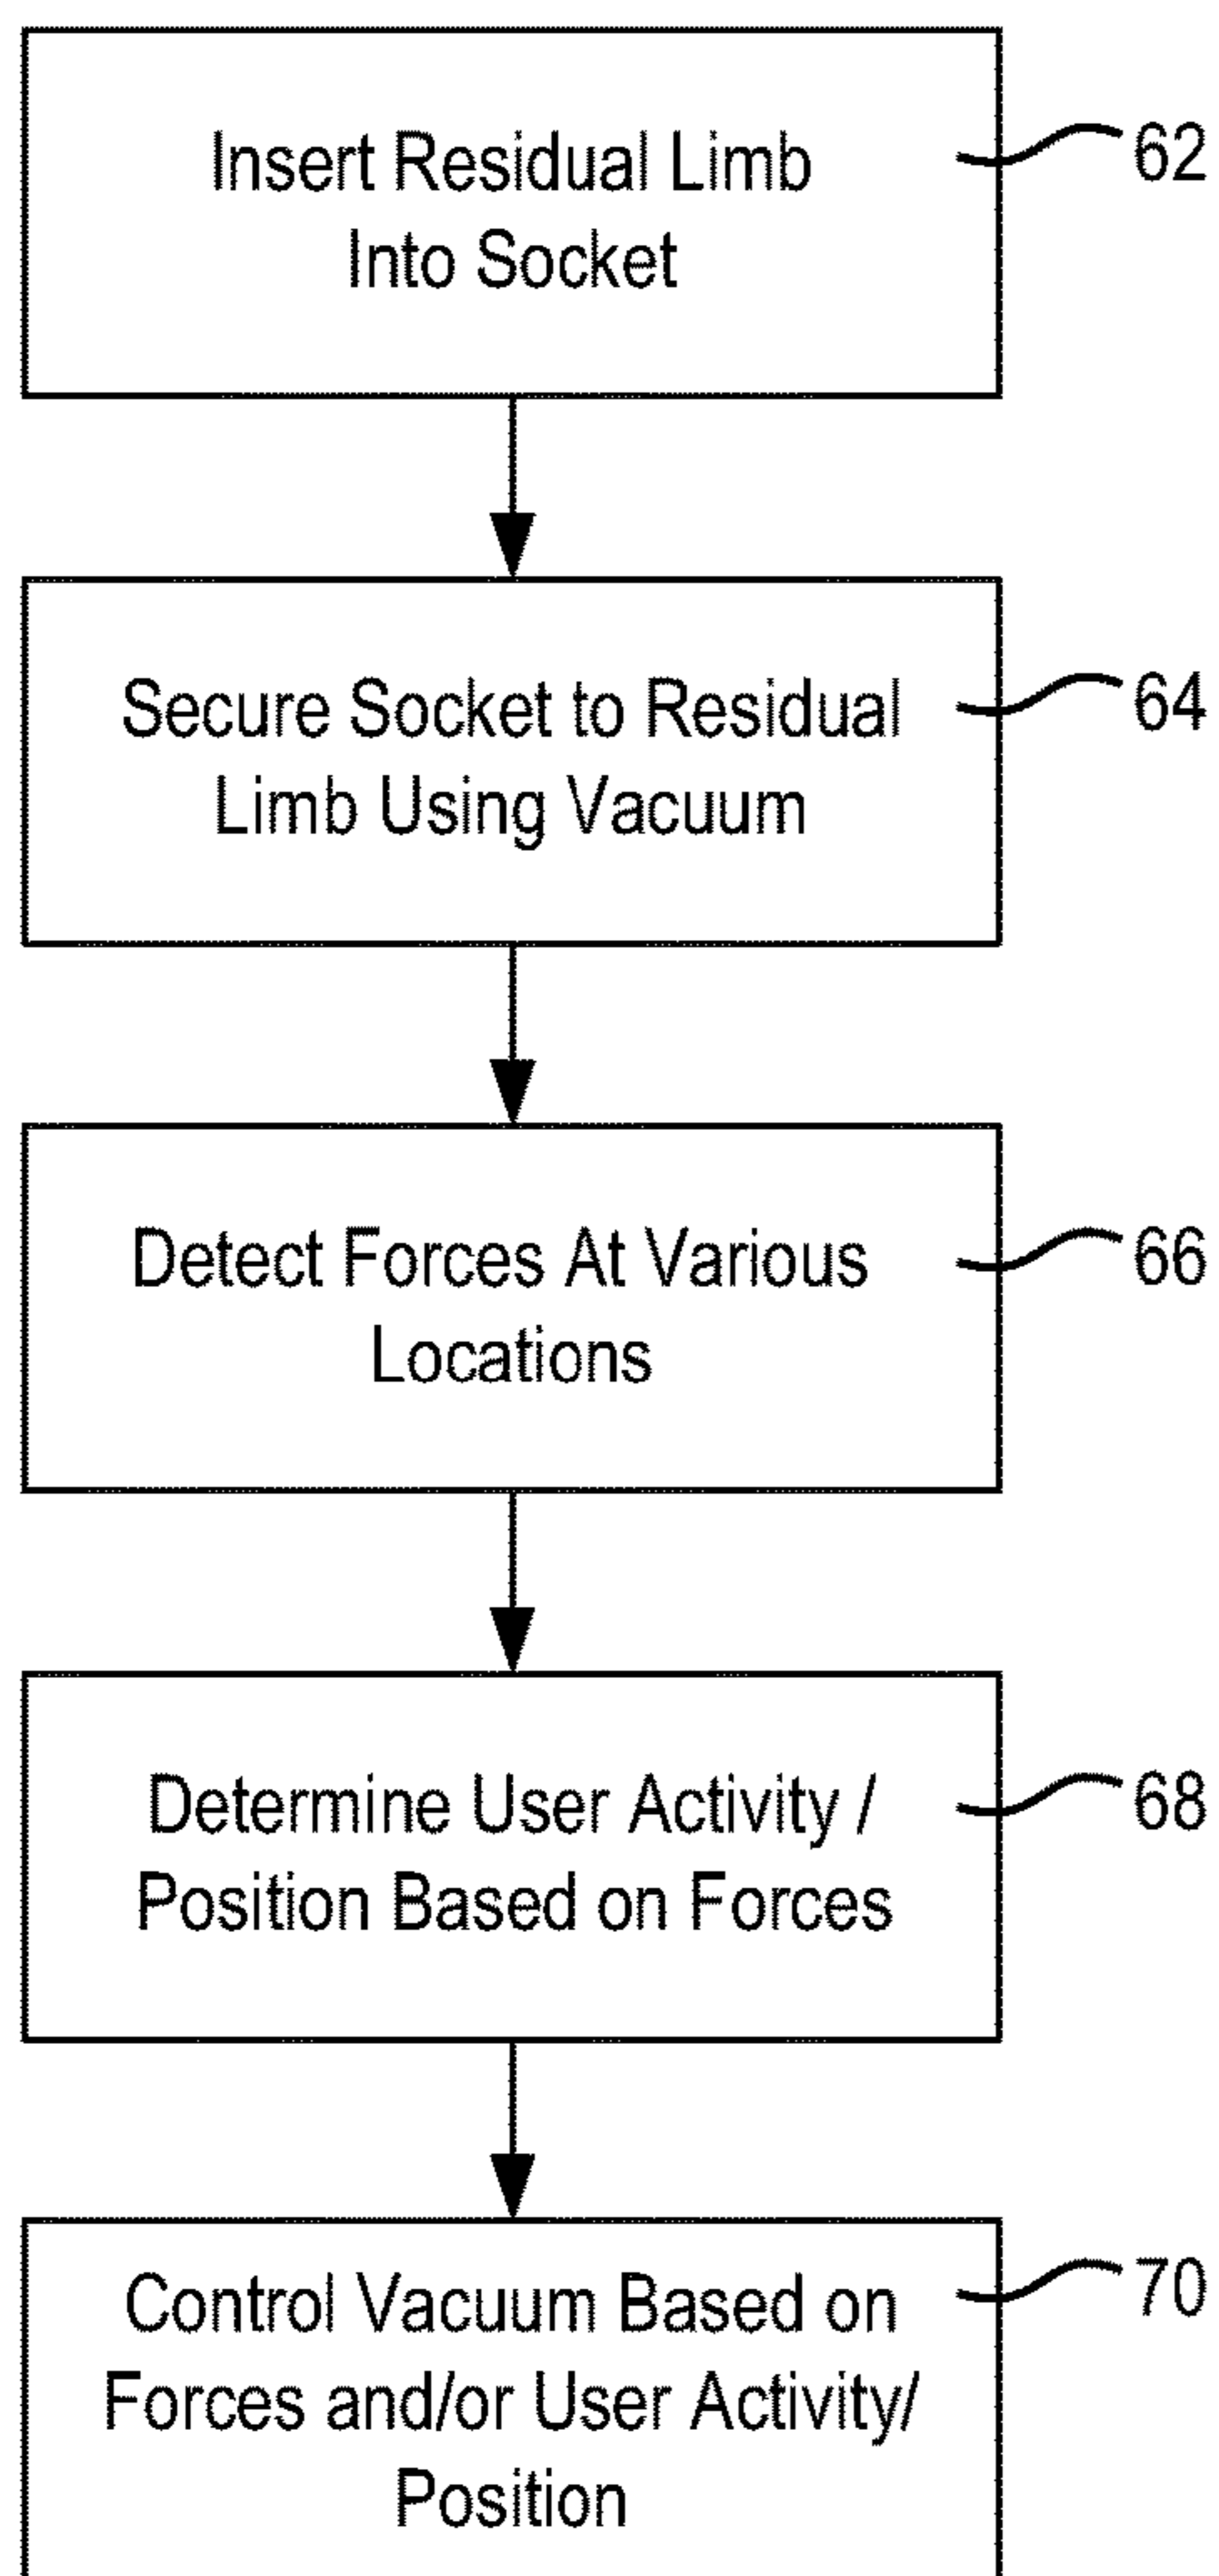 Insert Residual Limb
Into Socket
62
Secure Socket to Residual
Limb Using Vacuum
64
Detect Forces At Various
Locations
66
Determine User Activity /
Position Based on Forces
68
Control Vacuum Based on
Forces and/or User Activity/
Position
70